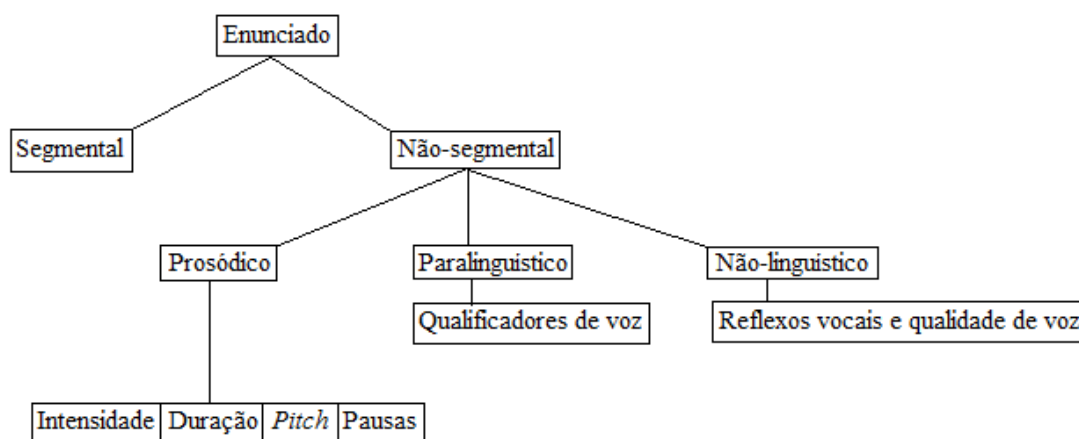 Enunciado
Segmental
Não-segmental
Prosódico
Paralinguistico
Não-linguístico
Qualificadores de voz
Reflexos vocais e qualidade de voz
Intensidade Duração Pitch Pausas